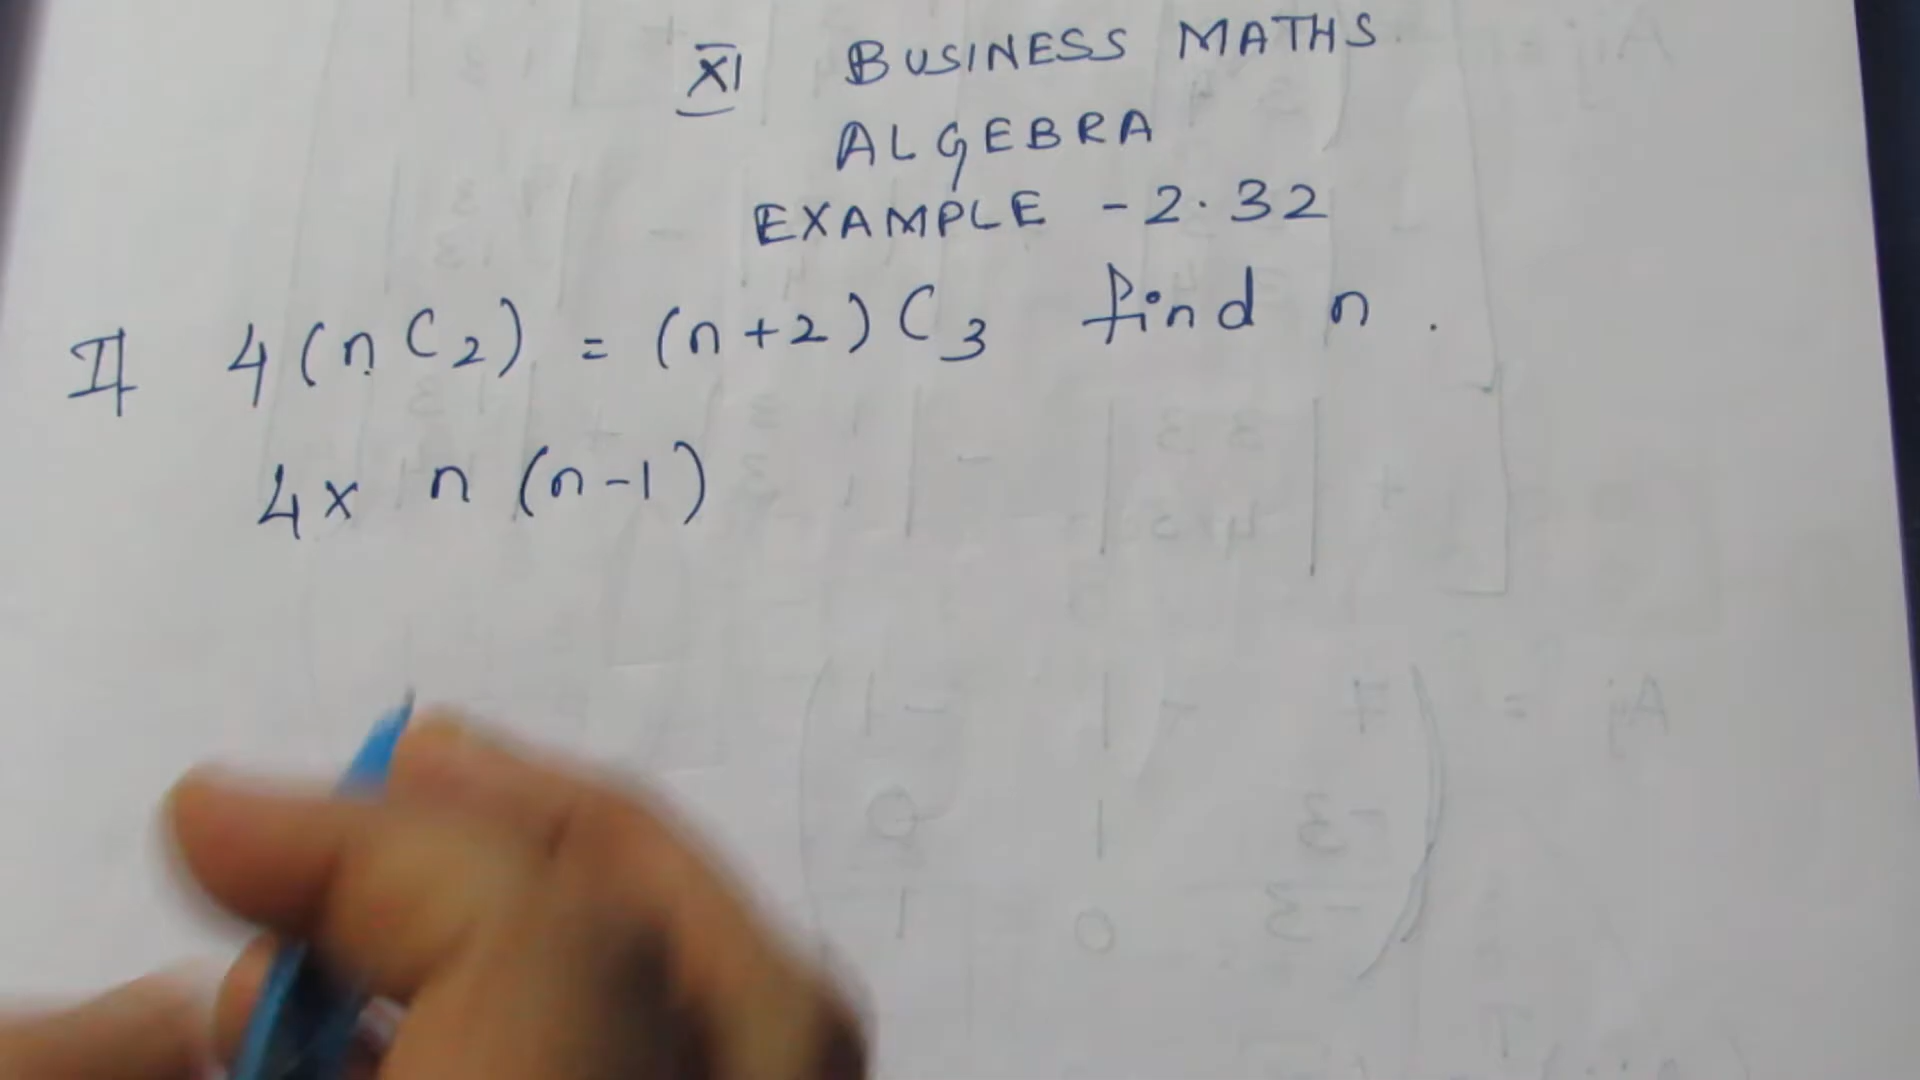 XI BUSINESS MATHS
ALGEBRA
EXAMPLE - 2.32
If 4(nC2) = (n+2)C3 find n.
4x n (n-1)